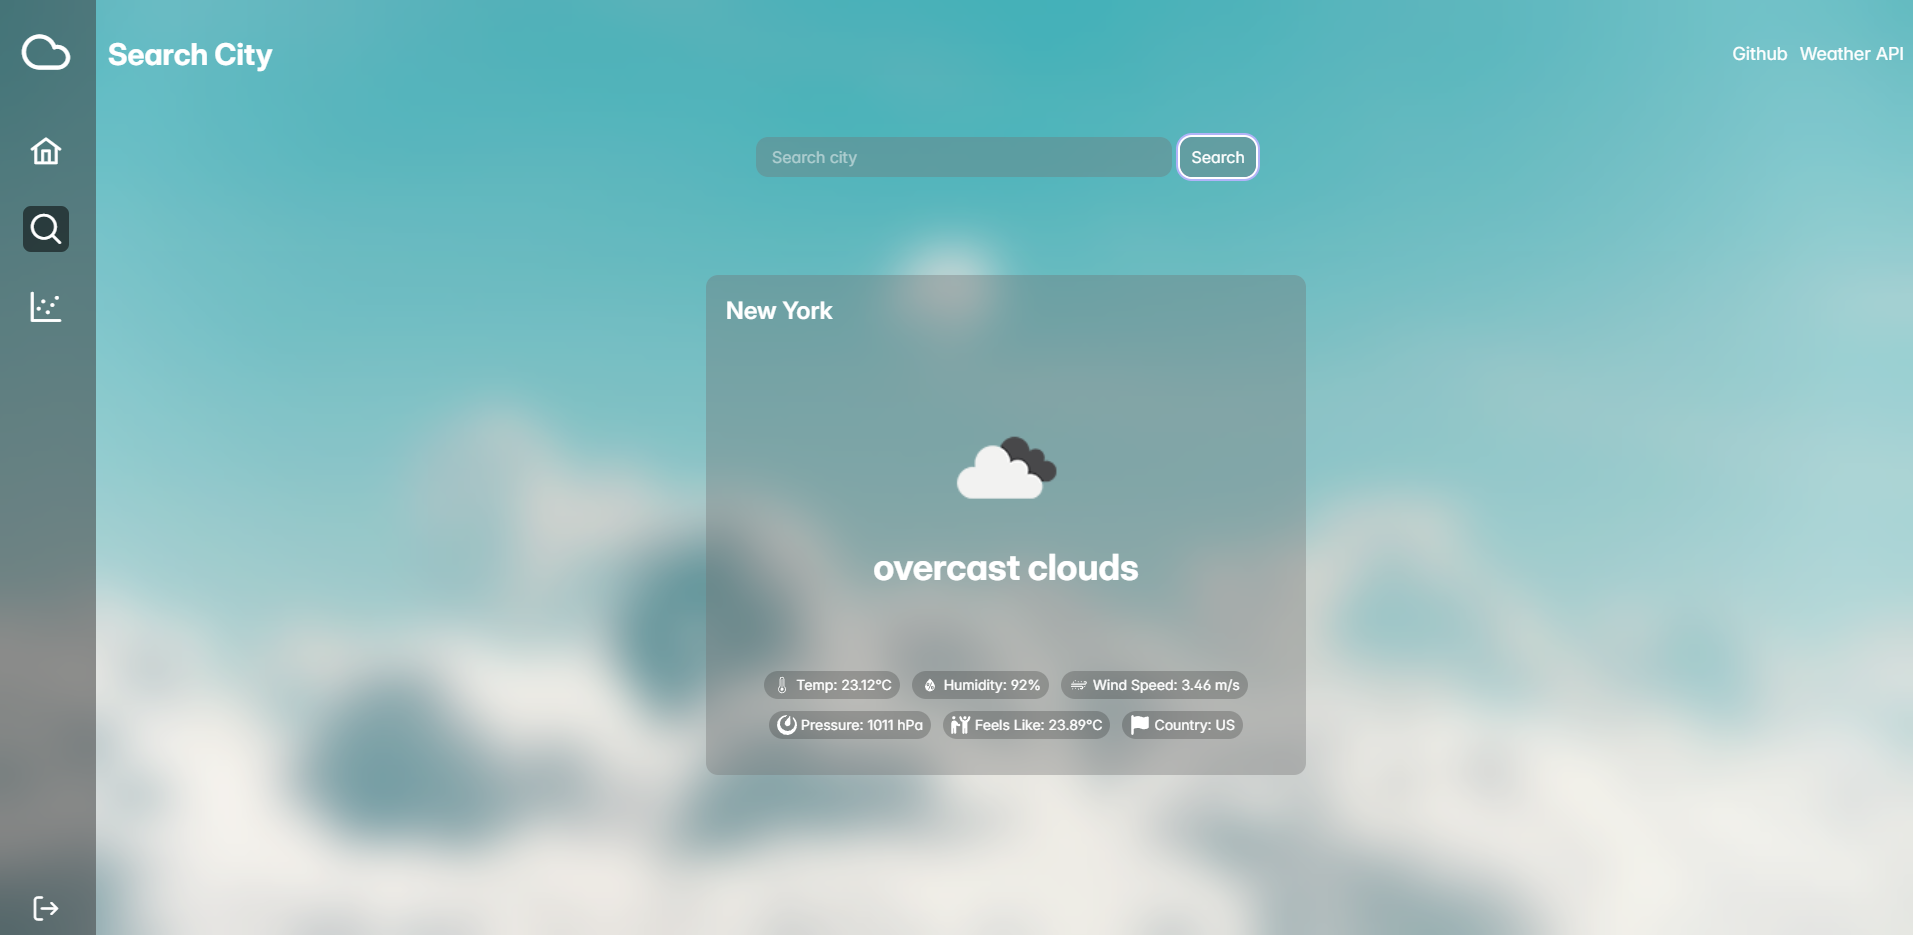 Search City
Github Weather API
Search city
Search
New York
overcast clouds
Temp: 23.12°C Humidity: 92% Wind Speed: 3.46 m/s
Pressure: 1011 hPa Feels Like: 23.89°C Country: US